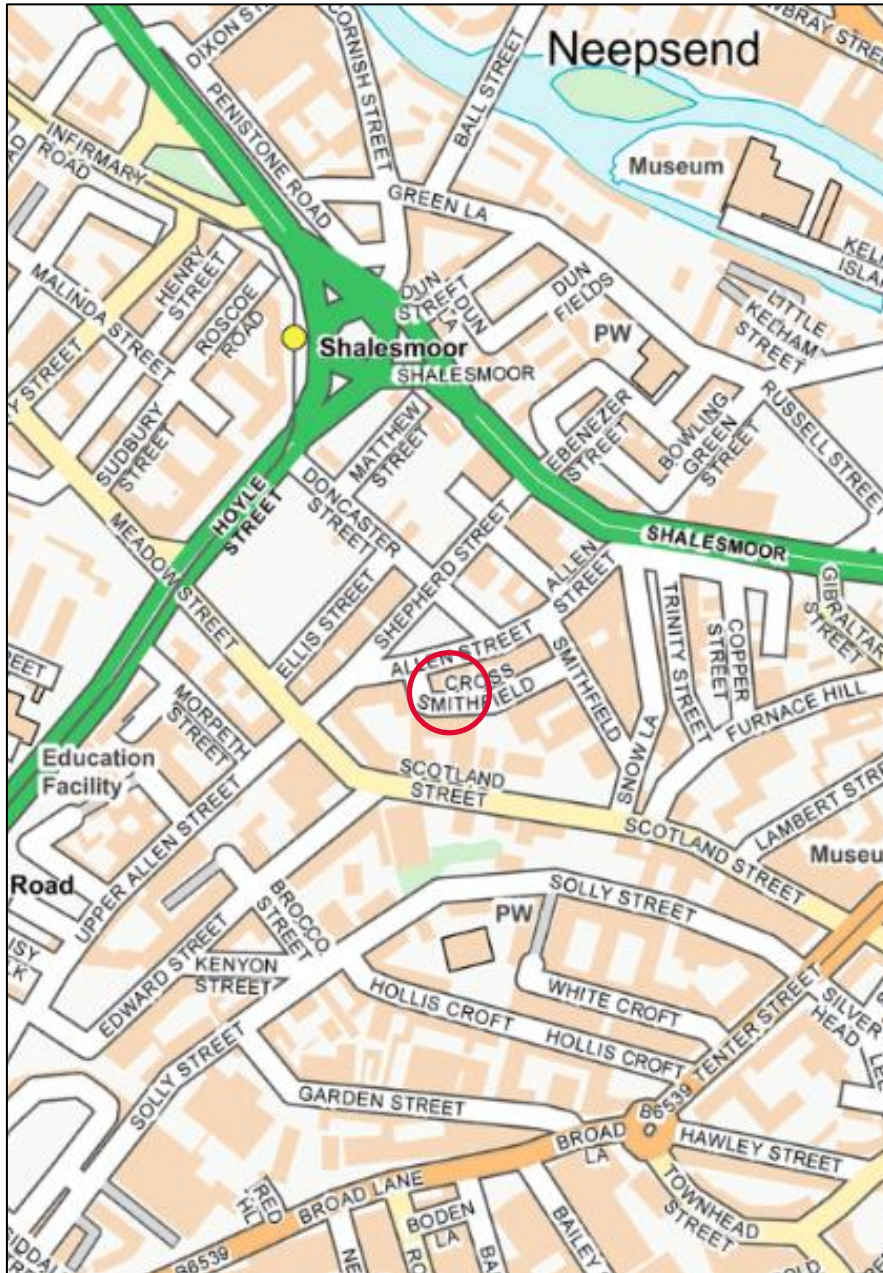 DIXON ST
CORNISH STREET
Neepsend
PENISTONE ROAD
BALL STREET
INFIRMARY
ROAD
Museum
GREEN LA
HENRY
STREET
MALINDA STREET
ROSCOE
ROAD
DUN
STREET
DUN
LA
DUN
FIELDS
PW
LITTLE
KELHAM
STREET
ISLAND
Shalesmoor
SHALESMOOR
STREET
SUDBURY
STREET
MATTHEW
STREET
EBENEZER
STREET
BOWLING
GREEN
STREET
RUSSELL STREET
HOYLE
STREET
DONCASTER
STREET
MEADOW STREET
SHEPHERD STREET
SHALESMOOR
ELLIS STREET
ALLEN
STREET
ALLEN STREET
CROSS
SMITHFIELD
SMITHFIELD
TRINITY STREET
COPPER
STREET
GIBRALTAR
STREET
SNOW LA
FURNACE HILL
MORPETH
STREET
Education
Facility
SCOTLAND
STREET
SCOTLAND STREET
LAMBERT STRE
Museu
Road
UPPER ALLEN STREET
BROCCO
STREET
SOLLY STREET
PW
EDWARD STREET
KENYON
STREET
HOLLIS CROFT
WHITE CROFT
HOLLIS CROFT
B6539 TENTER STREET
SILVER
HEAD
SOLLY STREET
GARDEN STREET
BROAD
LA
HAWLEY STREET
TOWNHEAD
STREET
RED
HL
BROAD LANE
BODEN
LA
BAILEY
B6539